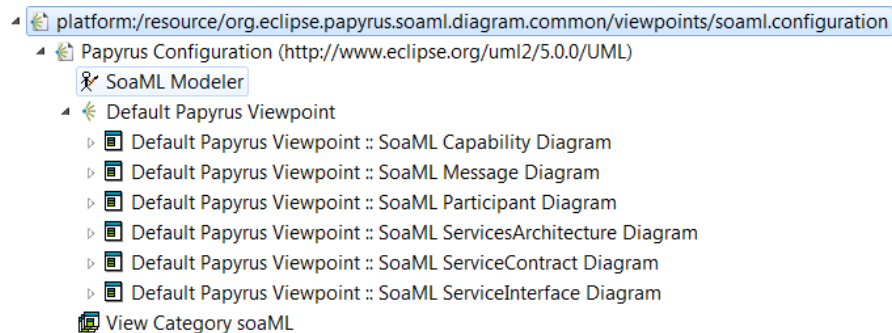 platform:/resource/org.eclipse.papyrus.soaml.diagram.common/viewpoints/soaml.configuration
Papyrus Configuration (http://www.eclipse.org/uml2/5.0.0/UML)
SoaML Modeler
Default Papyrus Viewpoint
Default Papyrus Viewpoint :: SoaML Capability Diagram
Default Papyrus Viewpoint :: SoaML Message Diagram
Default Papyrus Viewpoint :: SoaML Participant Diagram
Default Papyrus Viewpoint :: SoaML ServicesArchitecture Diagram
Default Papyrus Viewpoint :: SoaML ServiceContract Diagram
Default Papyrus Viewpoint :: SoaML ServiceInterface Diagram
View Category soaML